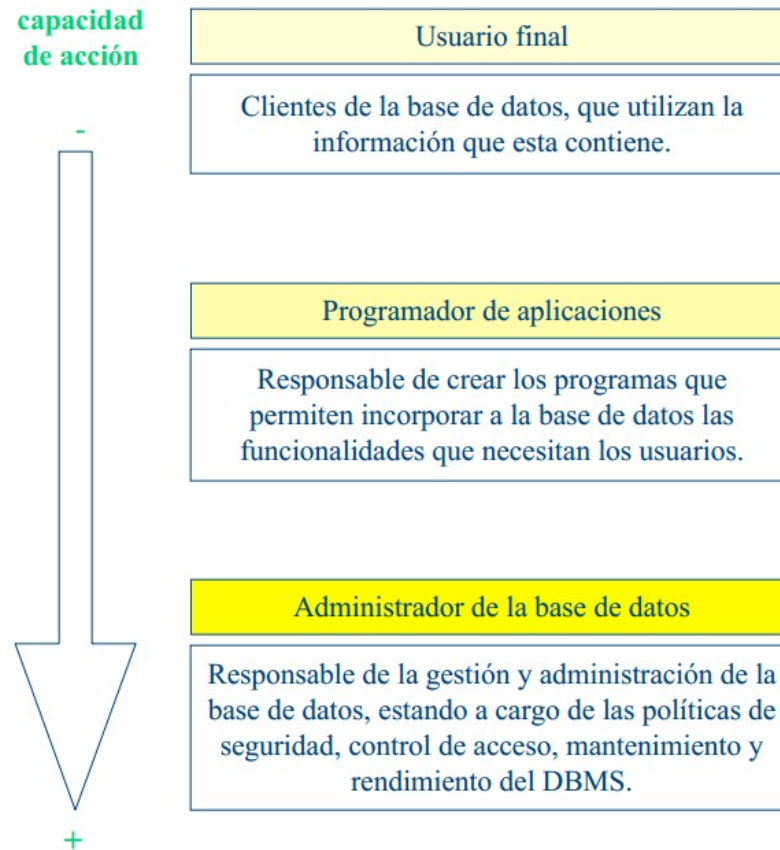 capacidad
de acción
-
Usuario final
Clientes de la base de datos, que utilizan la
información que esta contiene.
Programador de aplicaciones
Responsable de crear los programas que
permiten incorporar a la base de datos las
funcionalidades que necesitan los usuarios.
Administrador de la base de datos
Responsable de la gestión y administración de la
base de datos, estando a cargo de las políticas de
seguridad, control de acceso, mantenimiento y
rendimiento del DBMS.
+